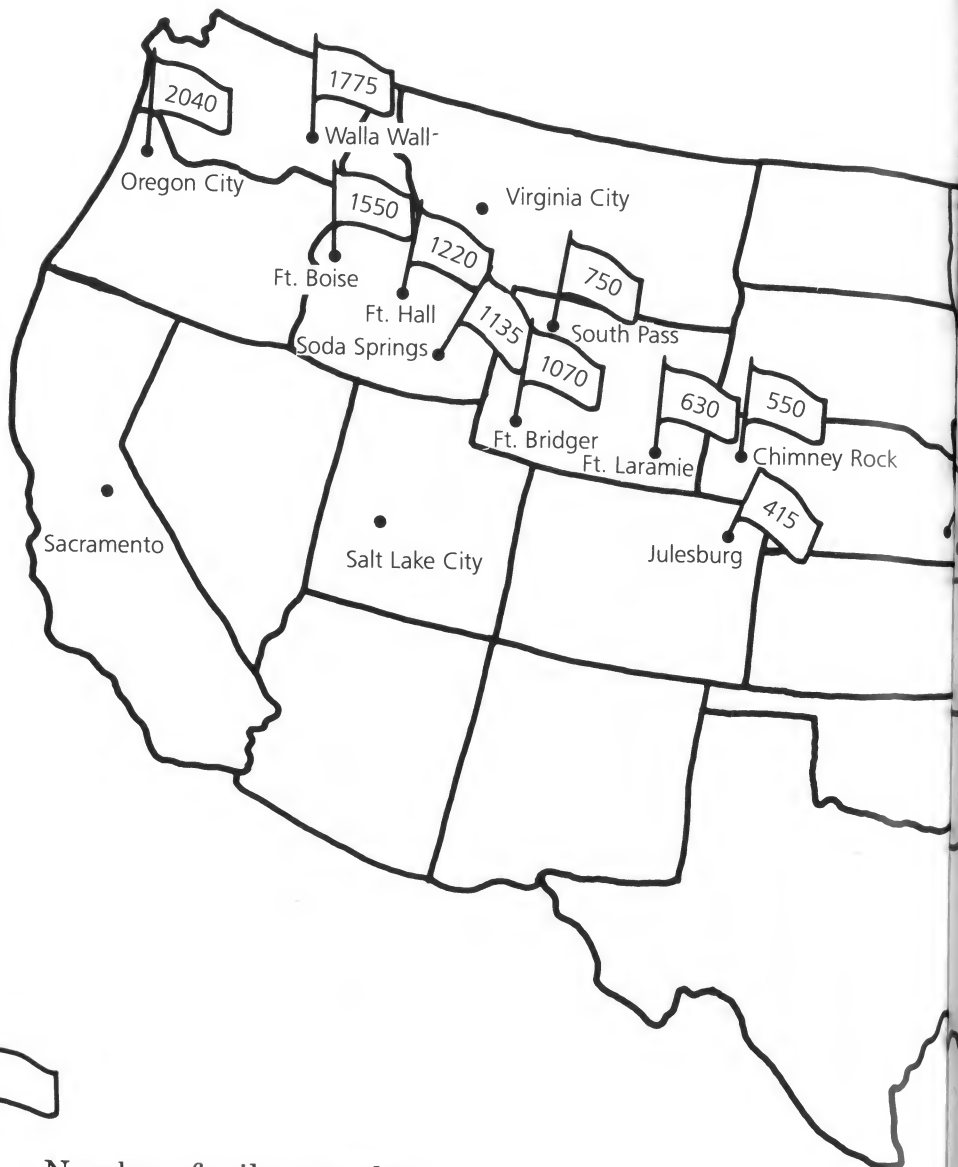 2040
1775
Walla Wall-
Oregon City
Virginia City
1550
1220
750
Ft. Boise
Ft. Hall
1135
South Pass
Soda Springs
1070
630
550
Ft. Bridger
Ft. Laramie
Chimney Rock
415
Sacramento
Salt Lake City
Julesburg